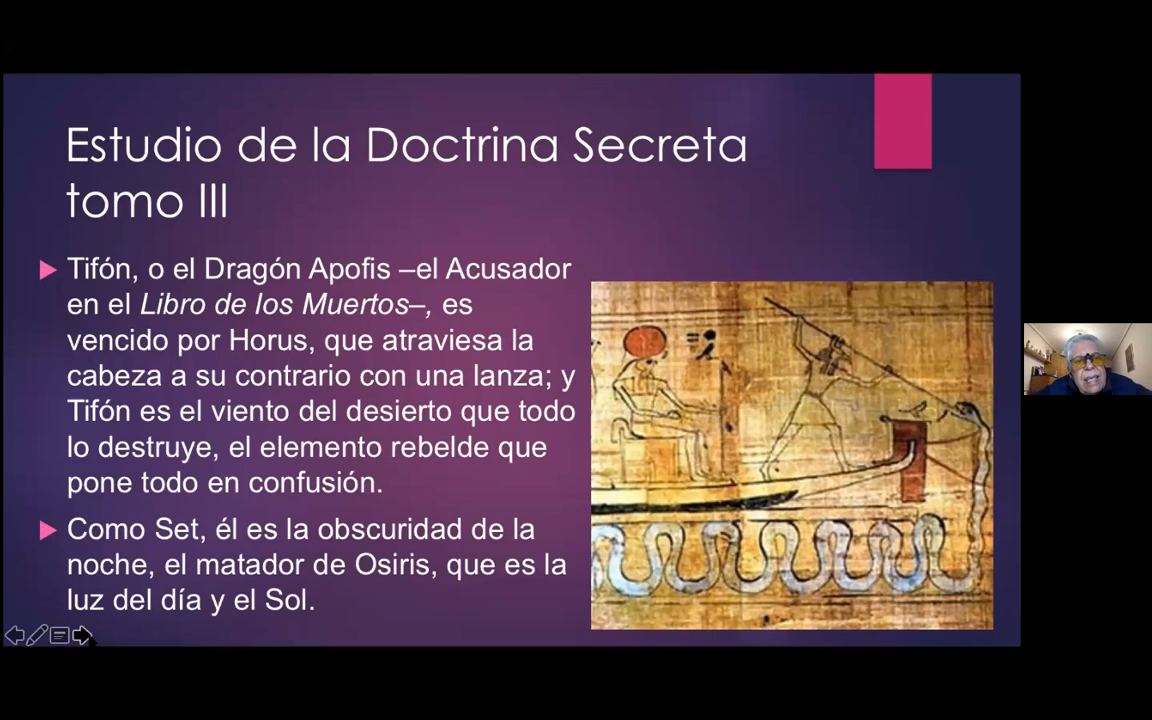 Estudio de la Doctrina Secreta
tomo III
Tifón, o el Dragón Apofis –el Acusador
en el Libro de los Muertos–, es
vencido por Horus, que atraviesa la
cabeza a su contrario con una lanza; y
Tifón es el viento del desierto que todo
lo destruye, el elemento rebelde que
pone todo en confusión.
Como Set, él es la obscuridad de la
noche, el matador de Osiris, que es la
luz del día y el Sol.